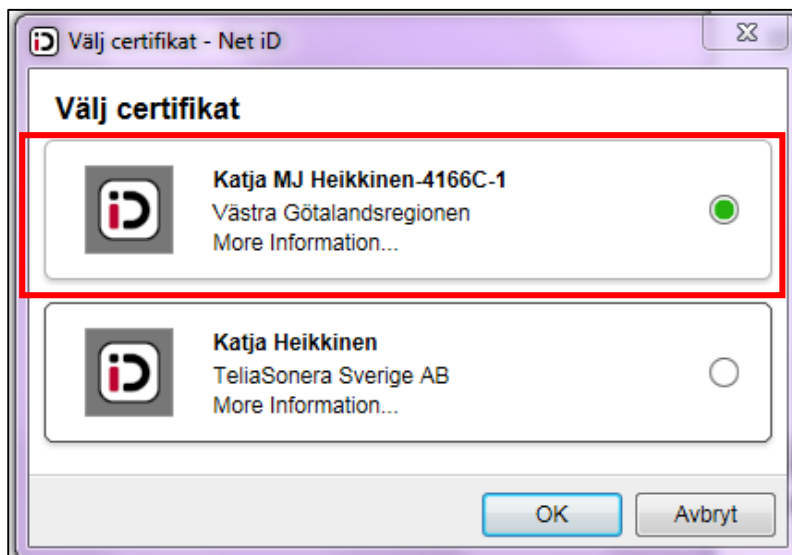 Välj certifikat - Net iD
Välj certifikat
Katja MJ Heikkinen-4166C-1
Västra Götalandsregionen
More Information...
Katja Heikkinen
TeliaSonera Sverige AB
More Information...
OK
Avbryt